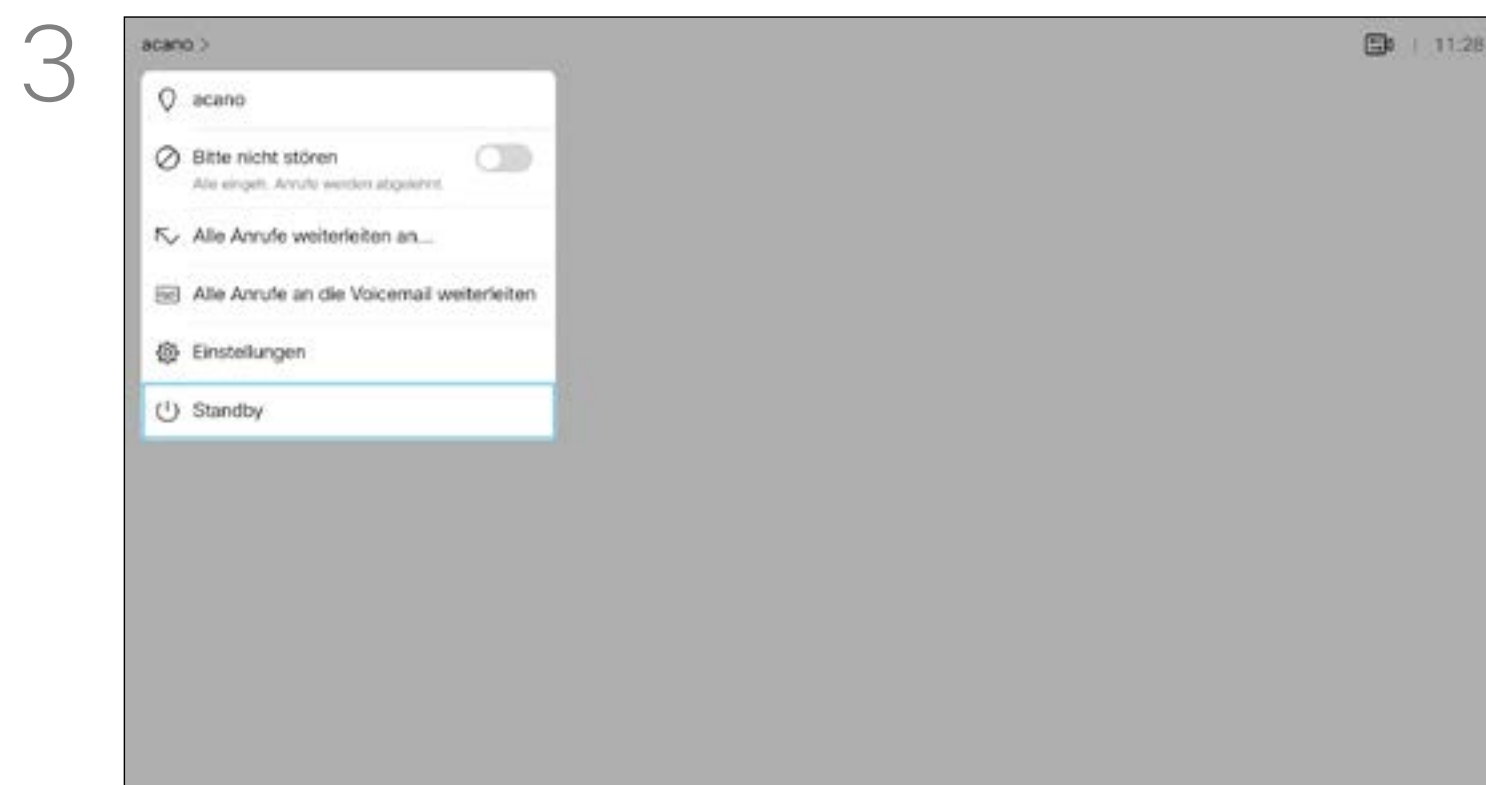 3
acano >
11:28
acano
Bitte nicht stören
Alle eingeh. Anrufe werden abgelehnt.
Alle Anrufe weiterleiten an...
Alle Anrufe an die Voicemail weiterleiten
Einstellungen
Standby